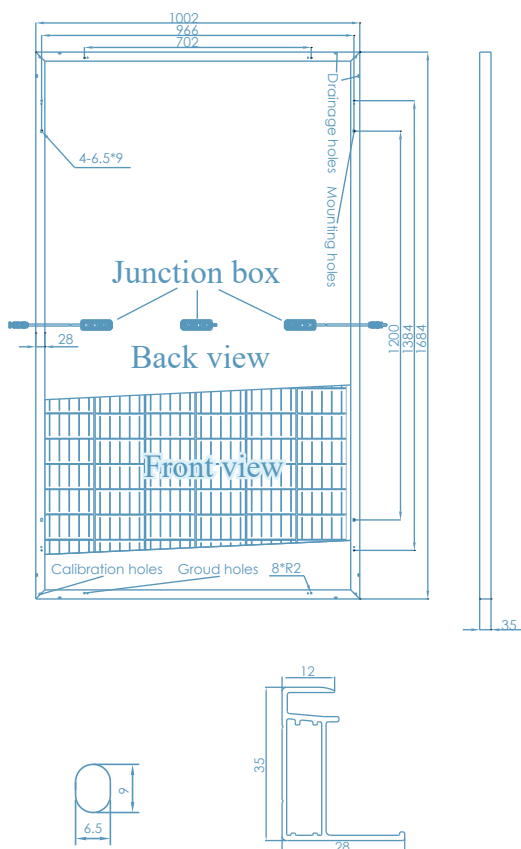 1002
966
702
Drainage holes
Mounting holes
4-6.5*9
Junction box
28
Back view
1200
1384
1684
Front view
Calibration holes
Groud holes
8*R2
35
12
35
9
6.5
28